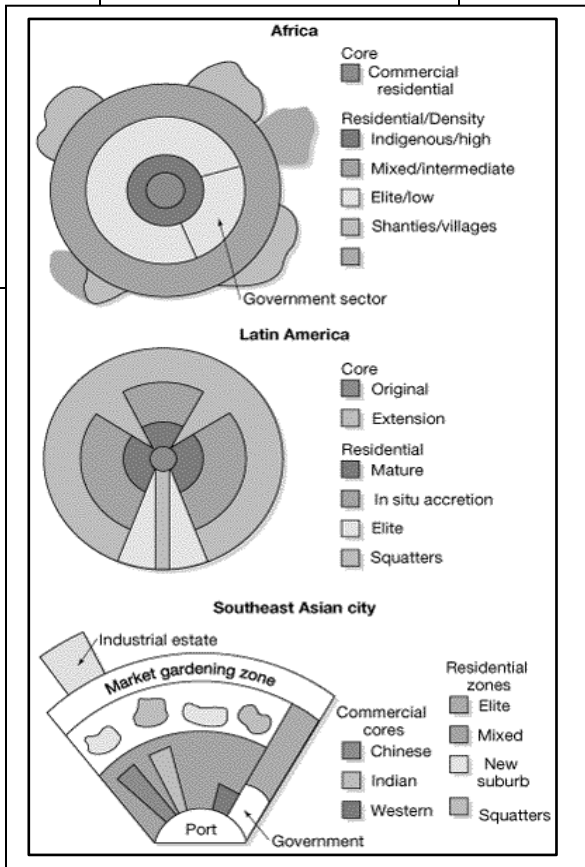 Africa
Core
Commercial
residential
Residential/Density
Indigenous/high
Mixed/intermediate
Elite/low
Shanties/villages
Government sector
Latin America
Core
Original
Extension
Residential
Mature
In situ accretion
Elite
Squatters
Southeast Asian city
Industrial estate
Market gardening zone
Port
Government
Commercial
cores
Chinese
Indian
Western
Residential
zones
Elite
Mixed
New
suburb
Squatters